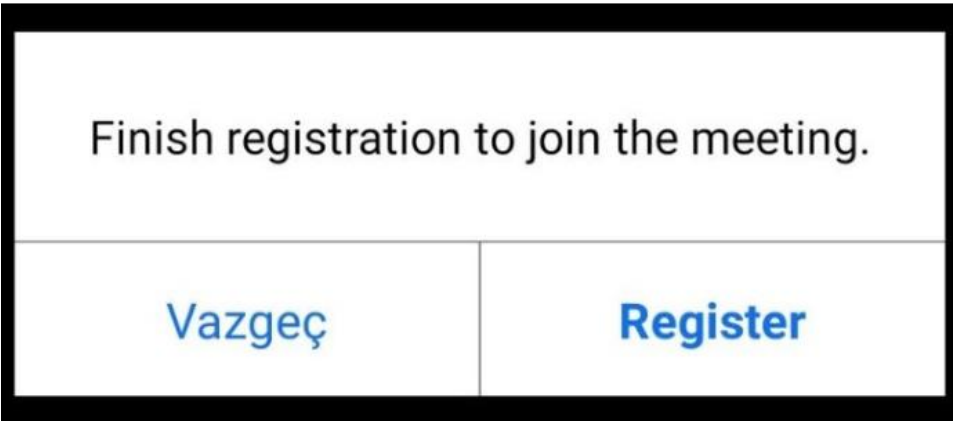 Finish registration to join the meeting.
Vazgeç
Register